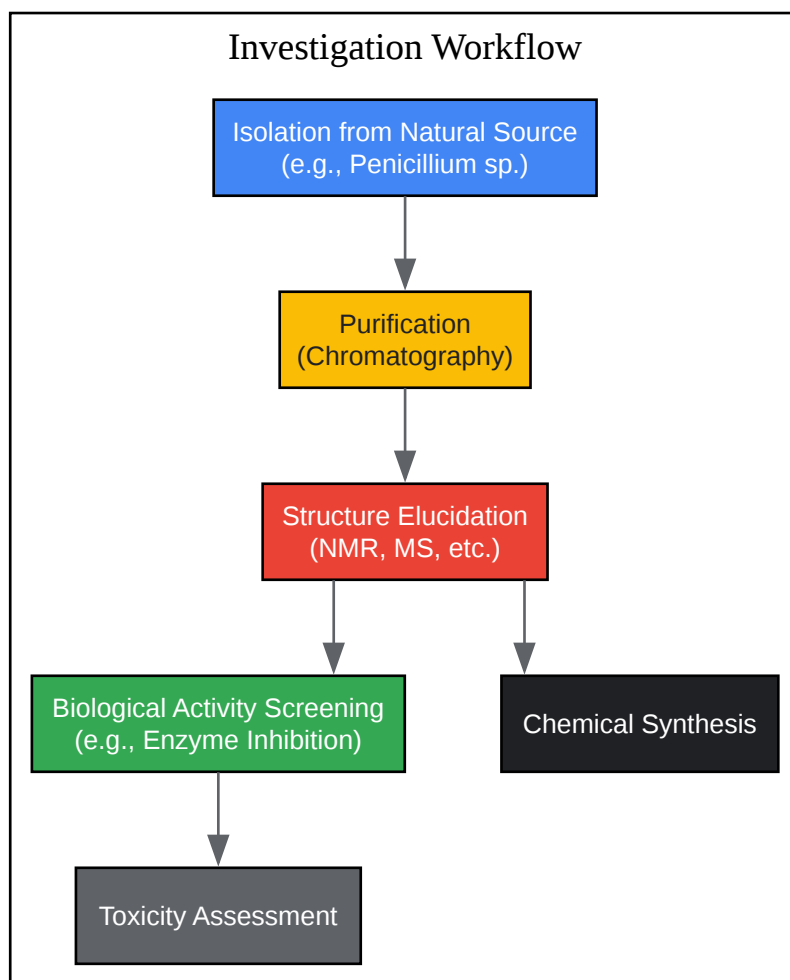 Investigation Workflow
Isolation from Natural Source
(e.g., Penicillium sp.)
Purification
(Chromatography)
Structure Elucidation
(NMR, MS, etc.)
Biological Activity Screening
(e.g., Enzyme Inhibition)
Chemical Synthesis
Toxicity Assessment